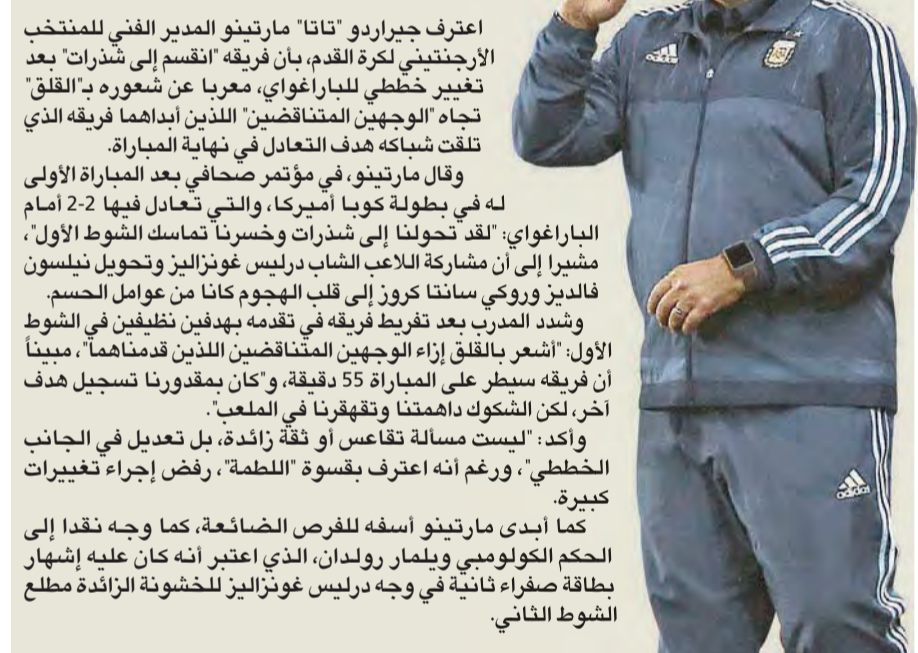 اعترف جيراردو "تاتا" مارتينو المدير الفني للمنتخب
الأرجنتيني لكرة القدم، بأن فريقه "انقسم إلى شذرات" بعد
تغيير خططي للباراغواي، معربا عن شعوره بـ"القلق"
تجاه "الوجهين المتناقضين" اللذين أبداهما فريقه الذي
تلقت شباكه هدف التعادل في نهاية المباراة.
وقال مارتينو، في مؤتمر صحافي بعد المباراة الأولى
له في بطولة كوبا أميركا، والتي تعادل فيها 2-2 أمام
الباراغواي: "لقد تحولنا إلى شذرات وخسرنا تماسك الشوط الأول"،
مشيرا إلى أن مشاركة اللاعب الشاب درليس غونزاليز وتحويل نيلسون
فالديز وروكي سانتا كروز إلى قلب الهجوم كانا من عوامل الحسم.
وشدد المدرب بعد تفريط فريقه في تقدمه بهدفين نظيفين في الشوط
الأول: "أشعر بالقلق إزاء الوجهين المتناقضين اللذين قدمناهما"، مبيناً
أن فريقه سيطر على المباراة 55 دقيقة، و"كان بمقدورنا تسجيل هدف
آخر، لكن الشكوك داهمتنا وتقهقرنا في الملعب".
وأكد: "ليست مسألة تقاعس أو ثقة زائدة، بل تعديل في الجانب
الخططي"، ورغم أنه اعترف بقسوة "اللطمة"، رفض إجراء تغييرات
كبيرة.
كما أبدى مارتينو أسفه للفرص الضائعة، كما وجه نقدا إلى
الحكم الكولومبي ويلمار رولدان، الذي اعتبر أنه كان عليه إشهار
بطاقة صفراء ثانية في وجه درليس غونزاليز للخشونة الزائدة مطلع
الشوط الثاني.
adidas
adidas